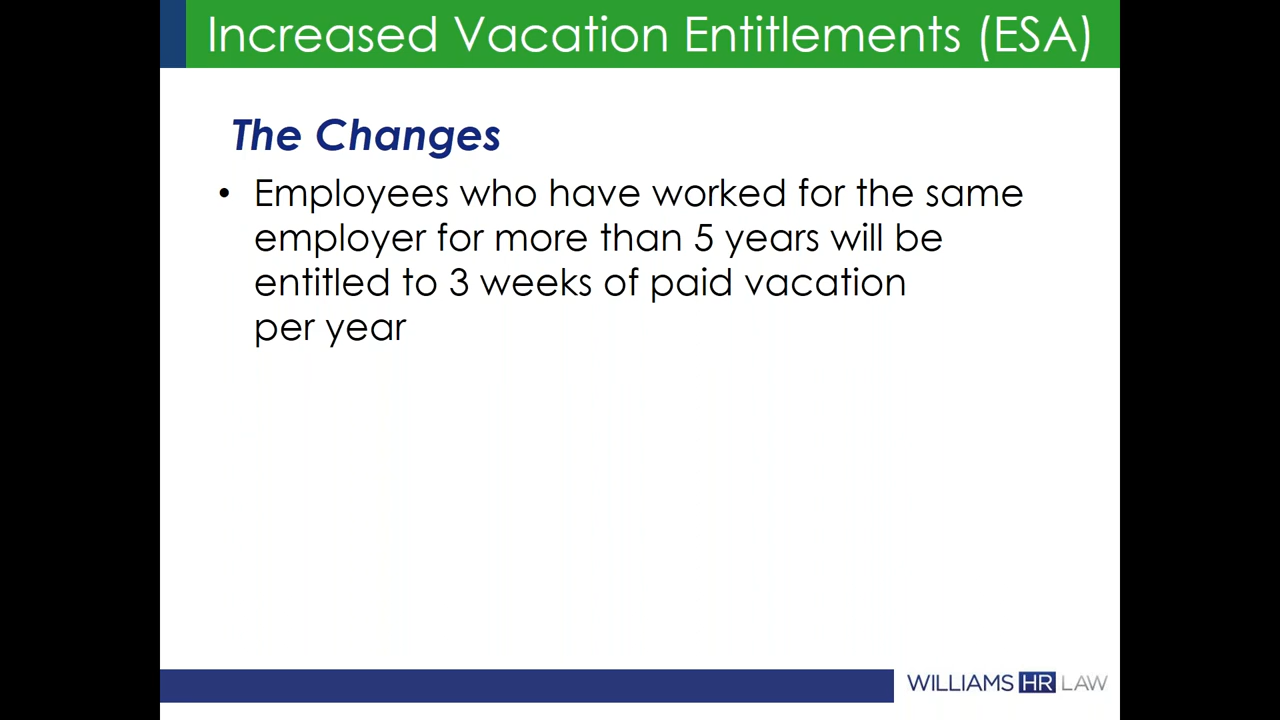 Increased Vacation Entitlements (ESA)
The Changes
• Employees who have worked for the same
employer for more than 5 years will be
entitled to 3 weeks of paid vacation
per year
WILLIAMS HR LAW